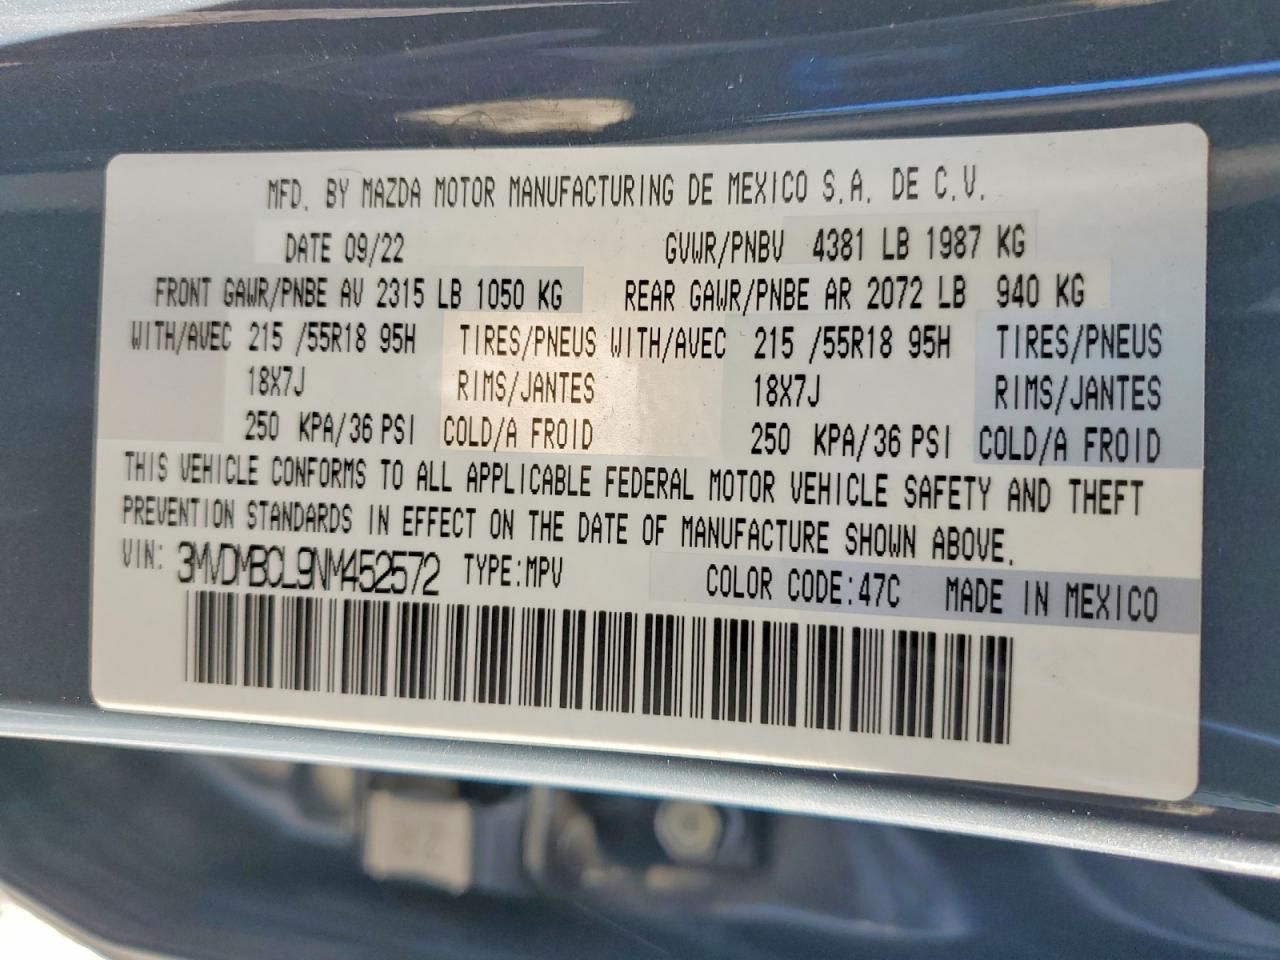 MFD. BY MAZDA MOTOR MANUFACTURING DE MEXICO S.A. DE C.V.
DATE 09/22 GVWR/PNBV 4381 LB 1987 KG
FRONT GAWR/PNBE AV 2315 LB 1050 KG REAR GAWR/PNBE AR 2072 LB 940 KG
WITH/AVEC 215 /55R18 95H TIRES/PNEUS WITH/AVEC 215 /55R18 95H TIRES/PNEUS
18X7J RIMS/JANTES 18X7J RIMS/JANTES
250 KPA/36 PSI COLD/A FROID 250 KPA/36 PSI COLD/A FROID
THIS VEHICLE CONFORMS TO ALL APPLICABLE FEDERAL MOTOR VEHICLE SAFETY AND THEFT
PREVENTION STANDARDS IN EFFECT ON THE DATE OF MANUFACTURE SHOWN ABOVE.
VIN: 3MVDMBCL9NM452572 TYPE:MPV COLOR CODE:47C MADE IN MEXICO